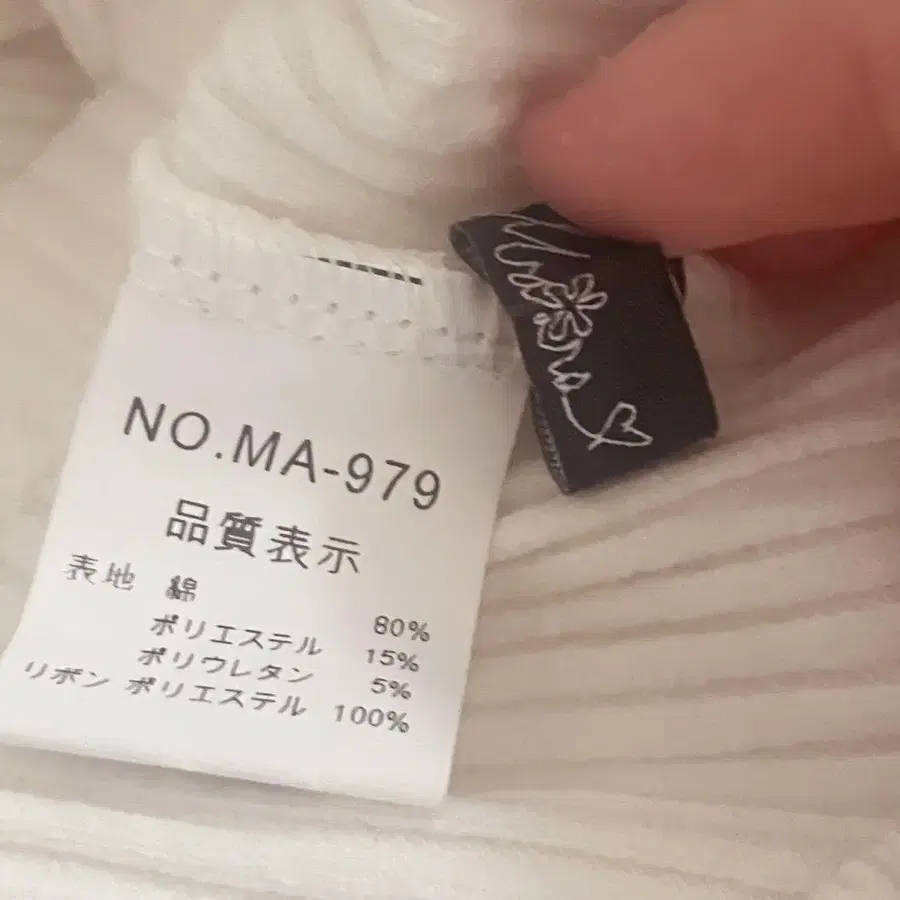 NO.MA-979
品質表示
表地 綿 80%
ポリエステル 15%
ポリウレタン 5%
リボン ポリエステル 100%